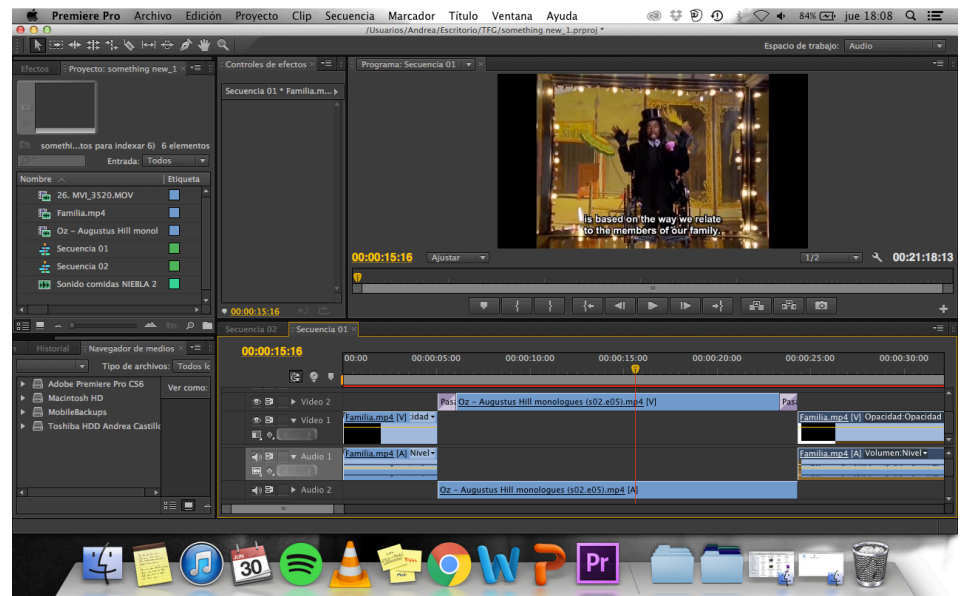 Premiere Pro Archivo Edición Proyecto Clip Secuencia Marcador Título Ventana Ayuda 84% jue 18:08
/Usuarios/Andrea/Escritorio/TFG/something new_1.prproj *
Espacio de trabajo: Audio
Efectos Proyecto: something new_1
Controles de efectos
Programa: Secuencia 01
Secuencia 01 * Familia.m...
somethi...tos para indexar 6) 6 elementos
Entrada: Todos
Nombre Etiqueta
26. MVI_3520.MOV
Familia.mp4
Oz – Augustus Hill monol
Secuencia 01
Secuencia 02
Sonido comidas NIEBLA 2
is based on the way we relate
to the members of our family.
00:00:15:16 Ajustar 1/2 00:21:18:13
00:00:15:16
Secuencia 02 Secuencia 01
Historial Navegador de medios
Tipo de archivos: Todos lc
Adobe Premiere Pro CS6
Macintosh HD
MobileBackups
Toshiba HDD Andrea Castillo
Ver como:
00:00:15:16
00:00 00:00:05:00 00:00:10:00 00:00:15:00 00:00:20:00 00:00:25:00 00:00:30:00
Video 2 Pas Oz – Augustus Hill monologues (s02.e05).mp4 [V] Pas
Video 1 Familia.mp4 [V] :idad Familia.mp4 [V] Opacidad:Opacidad
Audio 1 Familia.mp4 [A] Nivel Familia.mp4 [A] Volumen:Nivel
Audio 2 Oz – Augustus Hill monologues (s02.e05).mp4 [A]
JUN
30
Pr